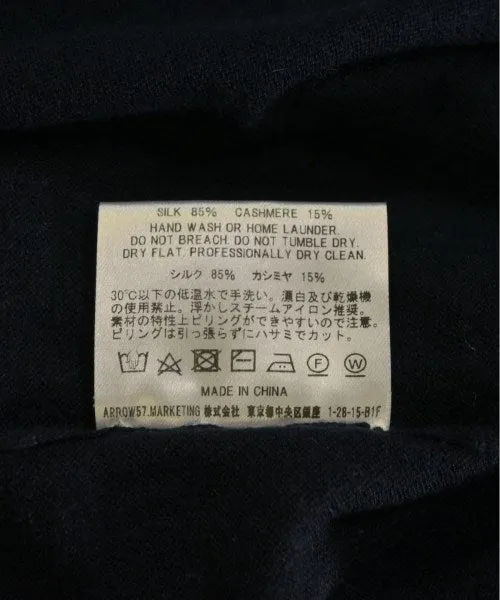 SILK 85% CASHMERE 15%
HAND WASH OR HOME LAUNDER.
DO NOT BREACH. DO NOT TUMBLE DRY.
DRY FLAT. PROFESSIONALLY DRY CLEAN.
シルク 85% カシミヤ 15%
30℃以下の低温水で手洗い。漂白及び乾燥機
の使用禁止。浮かしスチームアイロン推奨。
素材の特性上ピリングができやすいので注意。
ピリングは引っ張らずにハサミでカット。
F W
MADE IN CHINA
ARROW57.MARKETING 株式会社 東京都中央区銀座 1-28-15-B1F